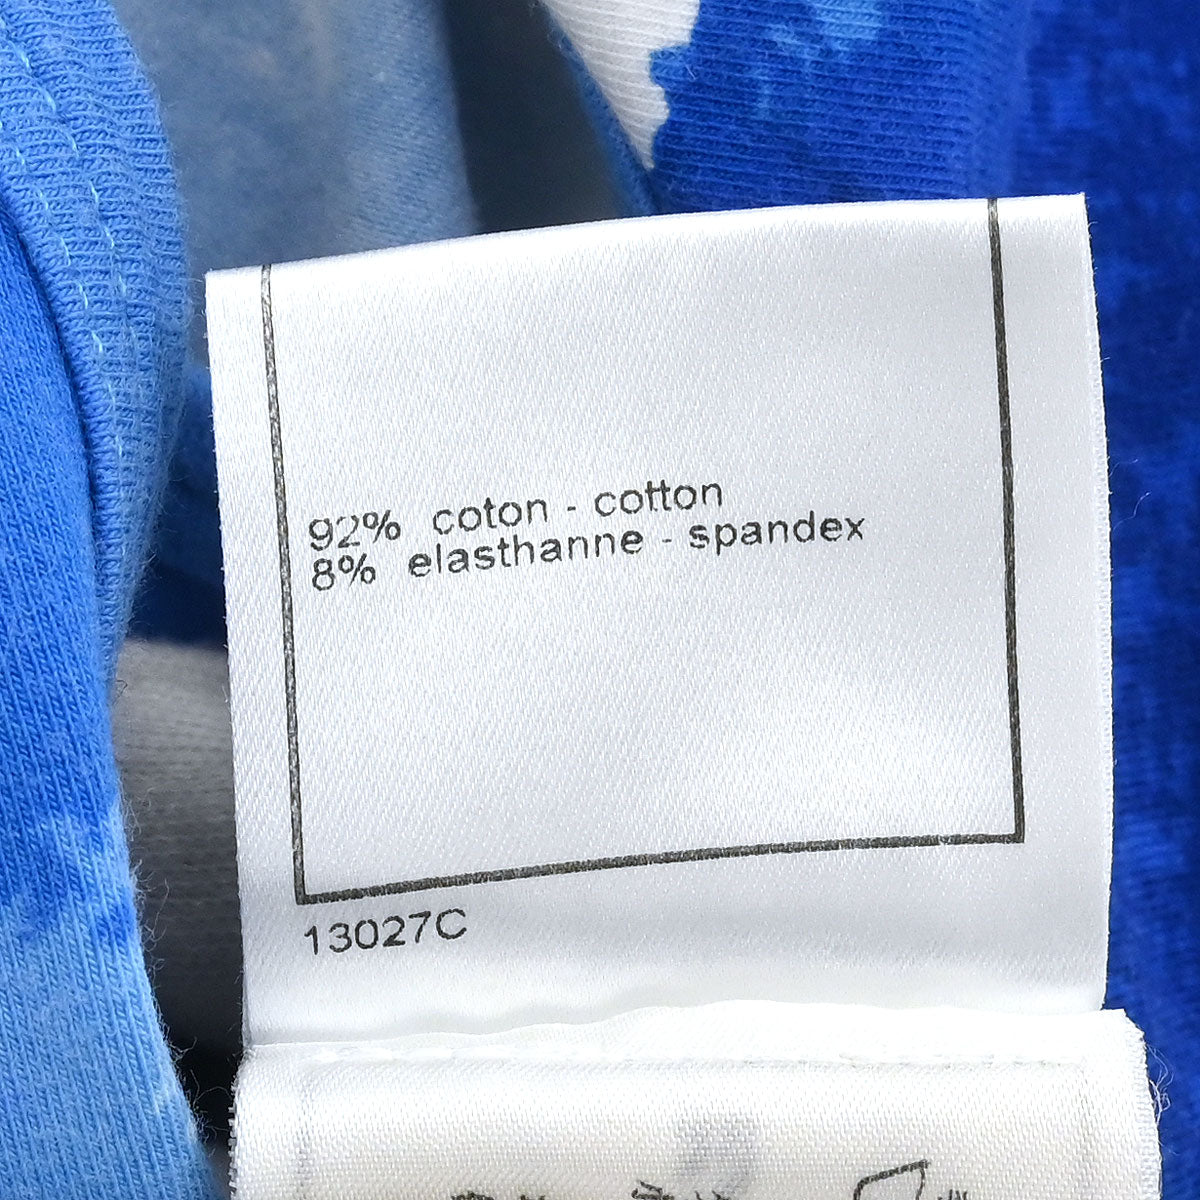 92% coton - cotton
8% elasthanne - spandex
13027C